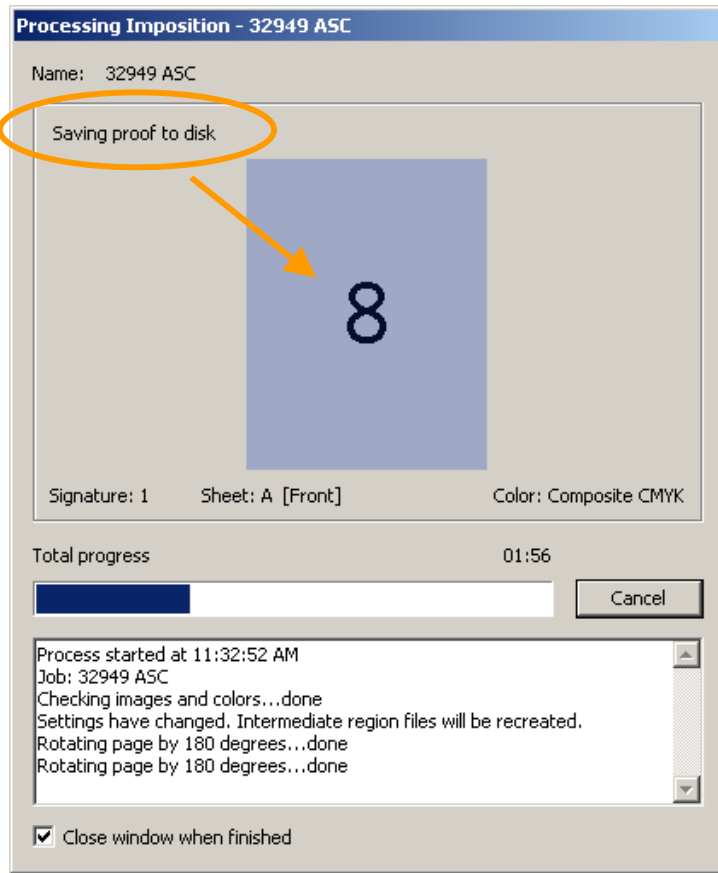 Processing Imposition - 32949 ASC
Name: 32949 ASC
Saving proof to disk
8
Signature: 1 Sheet: A [Front] Color: Composite CMYK
Total progress 01:56
Cancel
Process started at 11:32:52 AM
Job: 32949 ASC
Checking images and colors...done
Settings have changed. Intermediate region files will be recreated.
Rotating page by 180 degrees...done
Rotating page by 180 degrees...done
Close window when finished